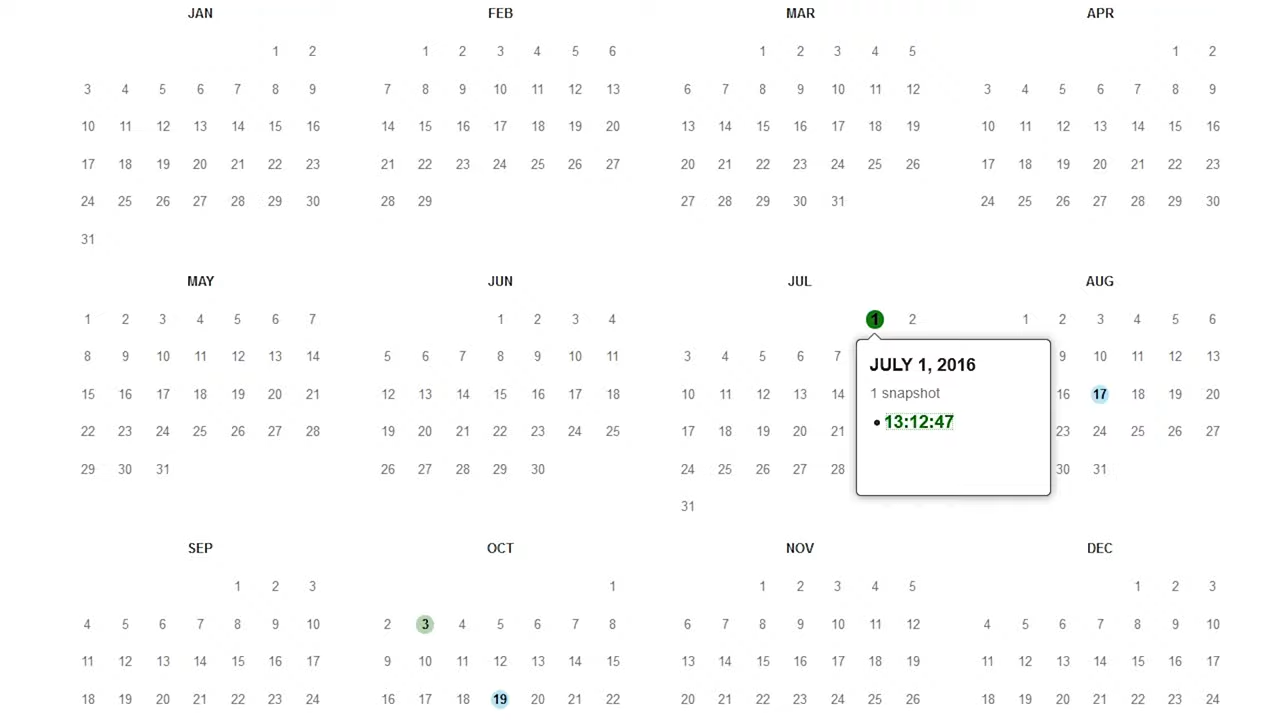 JAN FEB MAR APR
1 2 1 2 3 4 5 6 1 2 3 4 5 1 2
3 4 5 6 7 8 9 7 8 9 10 11 12 13 6 7 8 9 10 11 12 3 4 5 6 7 8 9
10 11 12 13 14 15 16 14 15 16 17 18 19 20 13 14 15 16 17 18 19 10 11 12 13 14 15 16
17 18 19 20 21 22 23 21 22 23 24 25 26 27 20 21 22 23 24 25 26 17 18 19 20 21 22 23
24 25 26 27 28 29 30 28 29 27 28 29 30 31 24 25 26 27 28 29 30
31
MAY JUN JUL AUG
1 2 3 4 5 6 7 1 2 3 4 1 2 1 2 3 4 5 6
8 9 10 11 12 13 14 5 6 7 8 9 10 11 3 4 5 6 7 9 10 11 12 13
JULY 1, 2016
15 16 17 18 19 20 21 12 13 14 15 16 17 18 10 11 12 13 14 1 snapshot 16 17 18 19 20
13:12:47
22 23 24 25 26 27 28 19 20 21 22 23 24 25 17 18 19 20 21 23 24 25 26 27
29 30 31 26 27 28 29 30 24 25 26 27 28 30 31
31
SEP OCT NOV DEC
1 2 3 1 1 2 3 4 5 1 2 3
4 5 6 7 8 9 10 2 3 4 5 6 7 8 6 7 8 9 10 11 12 4 5 6 7 8 9 10
11 12 13 14 15 16 17 9 10 11 12 13 14 15 13 14 15 16 17 18 19 11 12 13 14 15 16 17
18 19 20 21 22 23 24 16 17 18 19 20 21 22 20 21 22 23 24 25 26 18 19 20 21 22 23 24